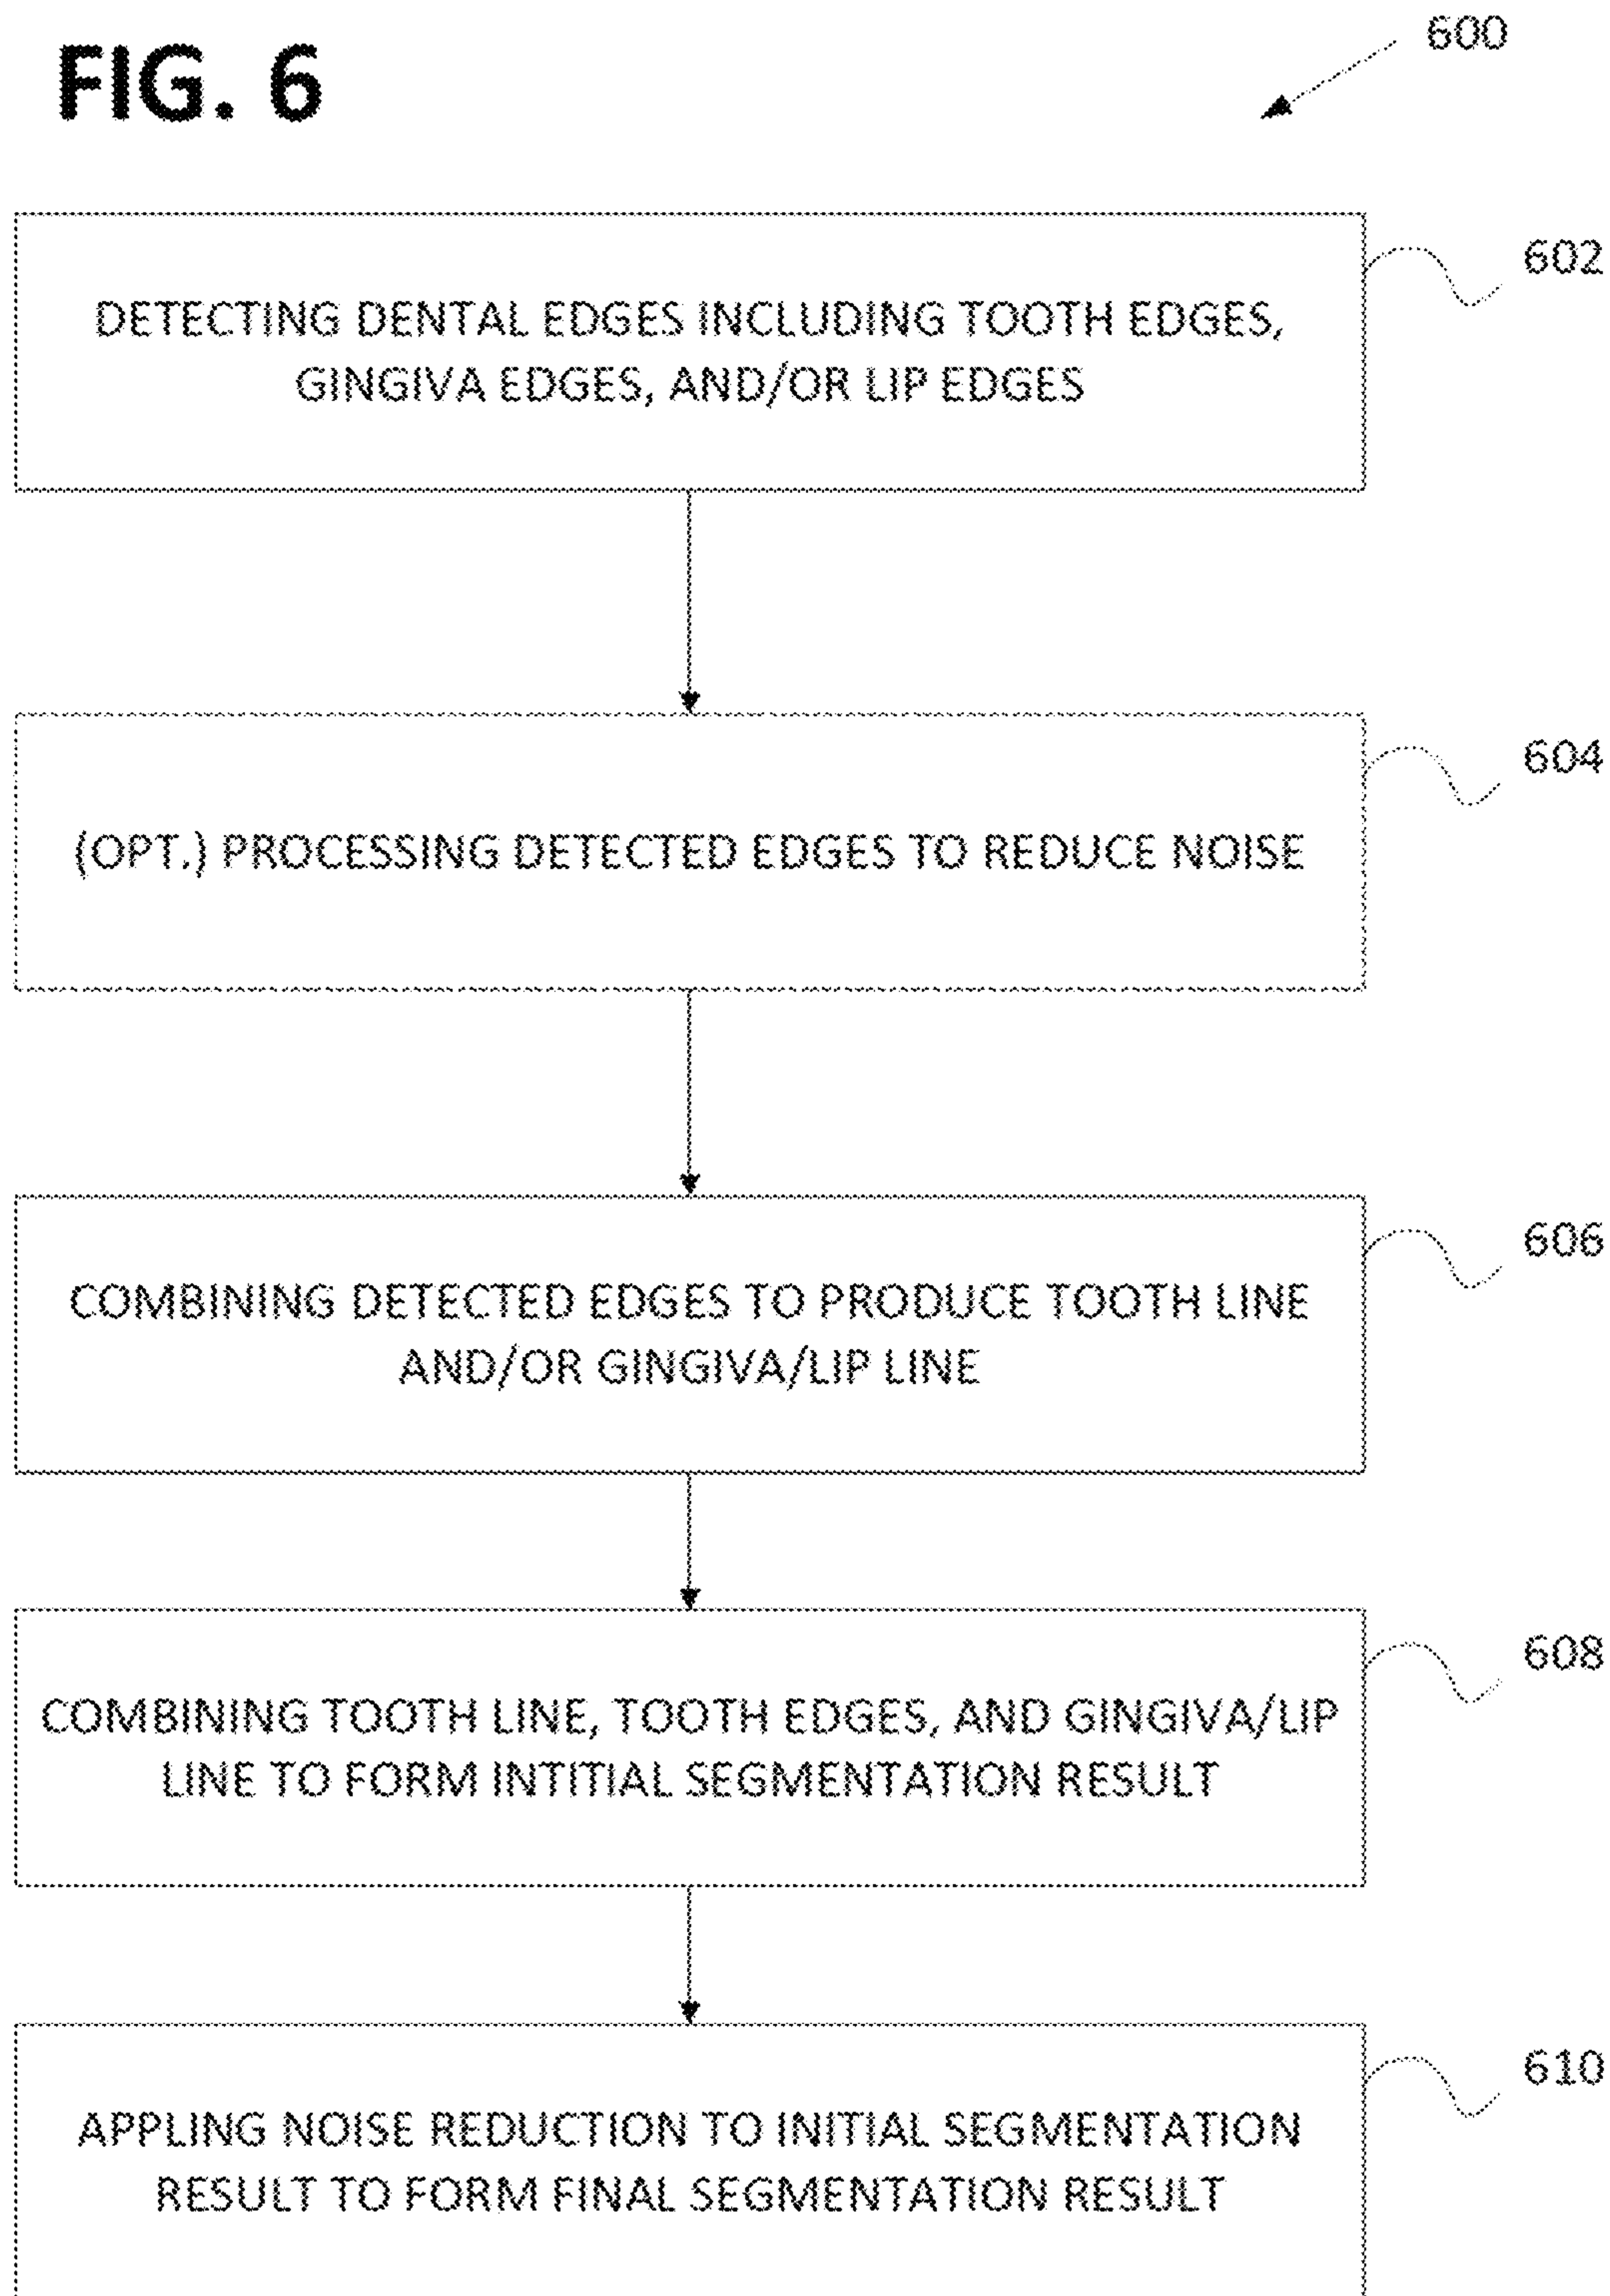 FIG. 6
600
602
DETECTING DENTAL EDGES INCLUDING TOOTH EDGES,
GINGIVA EDGES, AND/OR LIP EDGES
604
(OPT.) PROCESSING DETECTED EDGES TO REDUCE NOISE
606
COMBINING DETECTED EDGES TO PRODUCE TOOTH LINE
AND/OR GINGIVA/LIP LINE
608
COMBINING TOOTH LINE, TOOTH EDGES, AND GINGIVA/LIP
LINE TO FORM INTITIAL SEGMENTATION RESULT
610
APPLING NOISE REDUCTION TO INITIAL SEGMENTATION
RESULT TO FORM FINAL SEGMENTATION RESULT